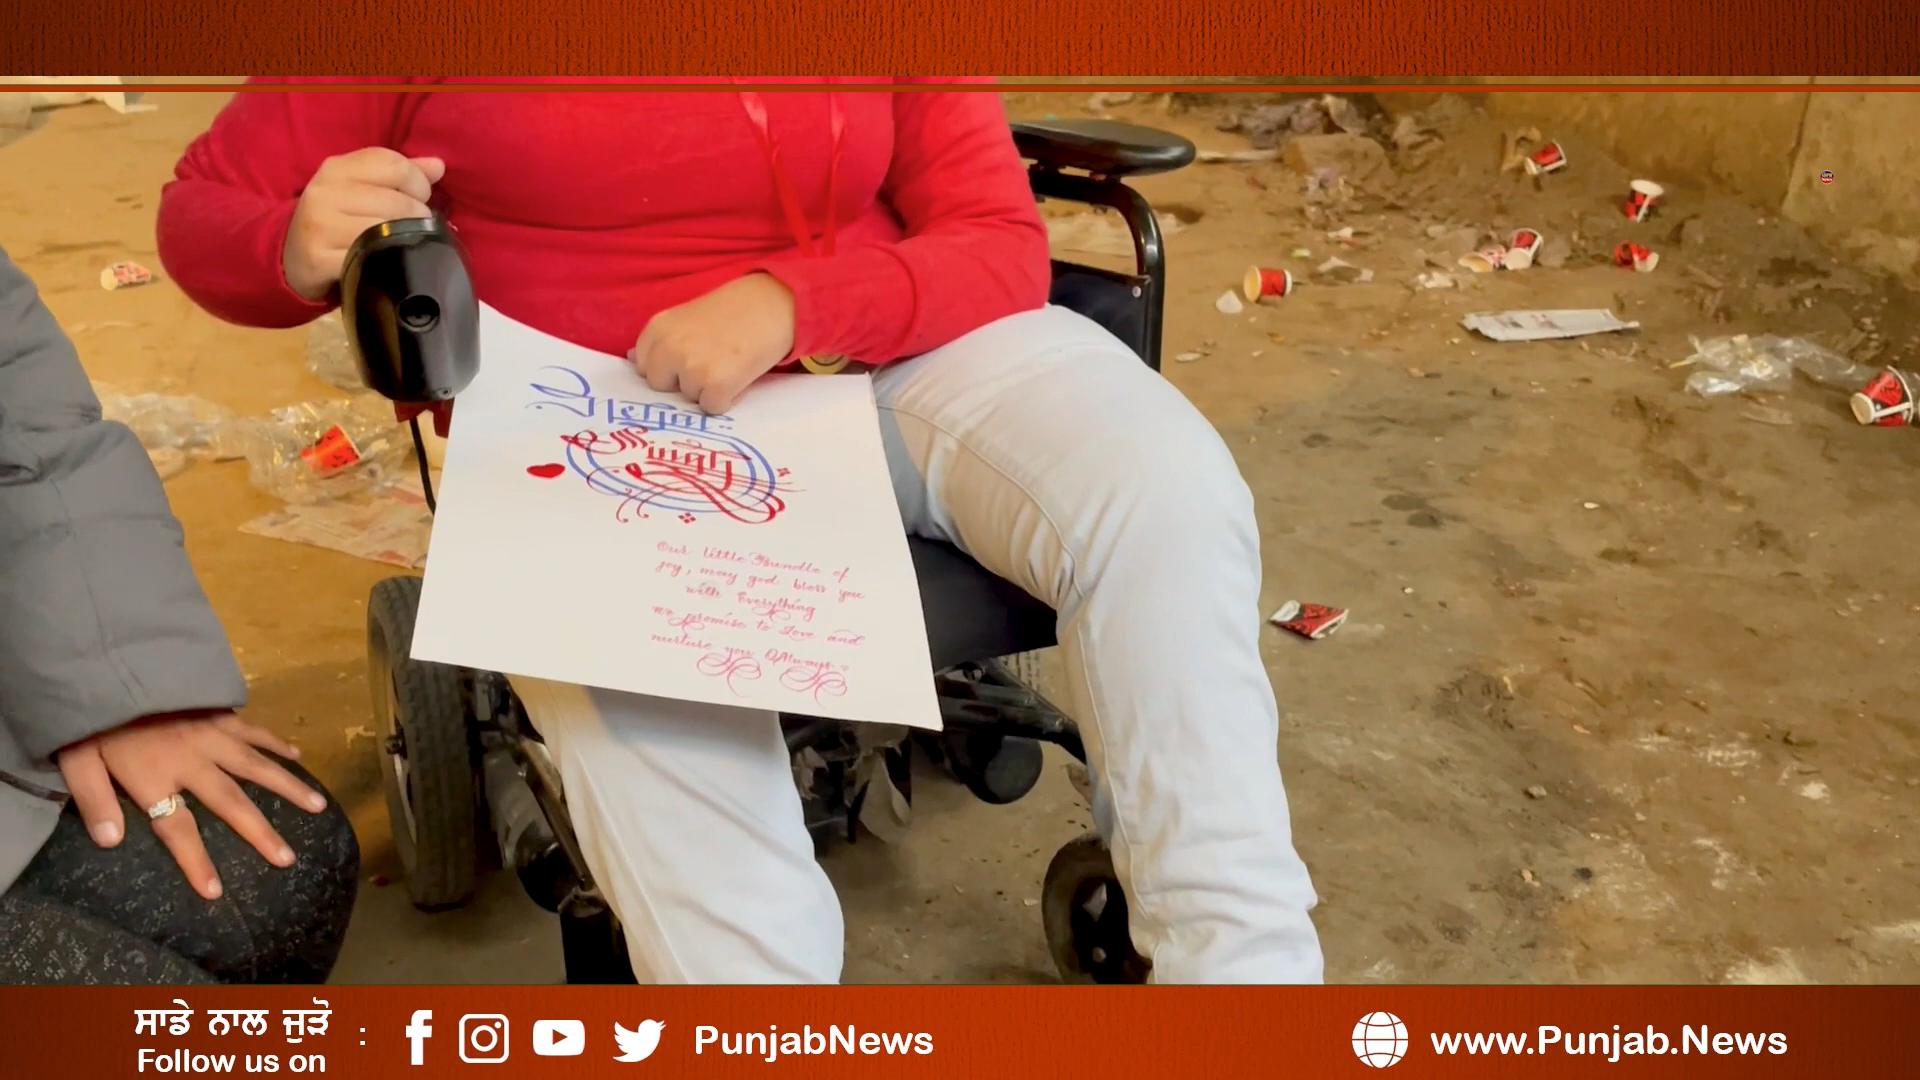 Singh
Our little Bundle of
joy, may god bless you
with Everything
we promise to Love and
nurture you Always
ਸਾਡੇ ਨਾਲ ਜੁੜੋ :
Follow us on
PunjabNews
www.Punjab.News